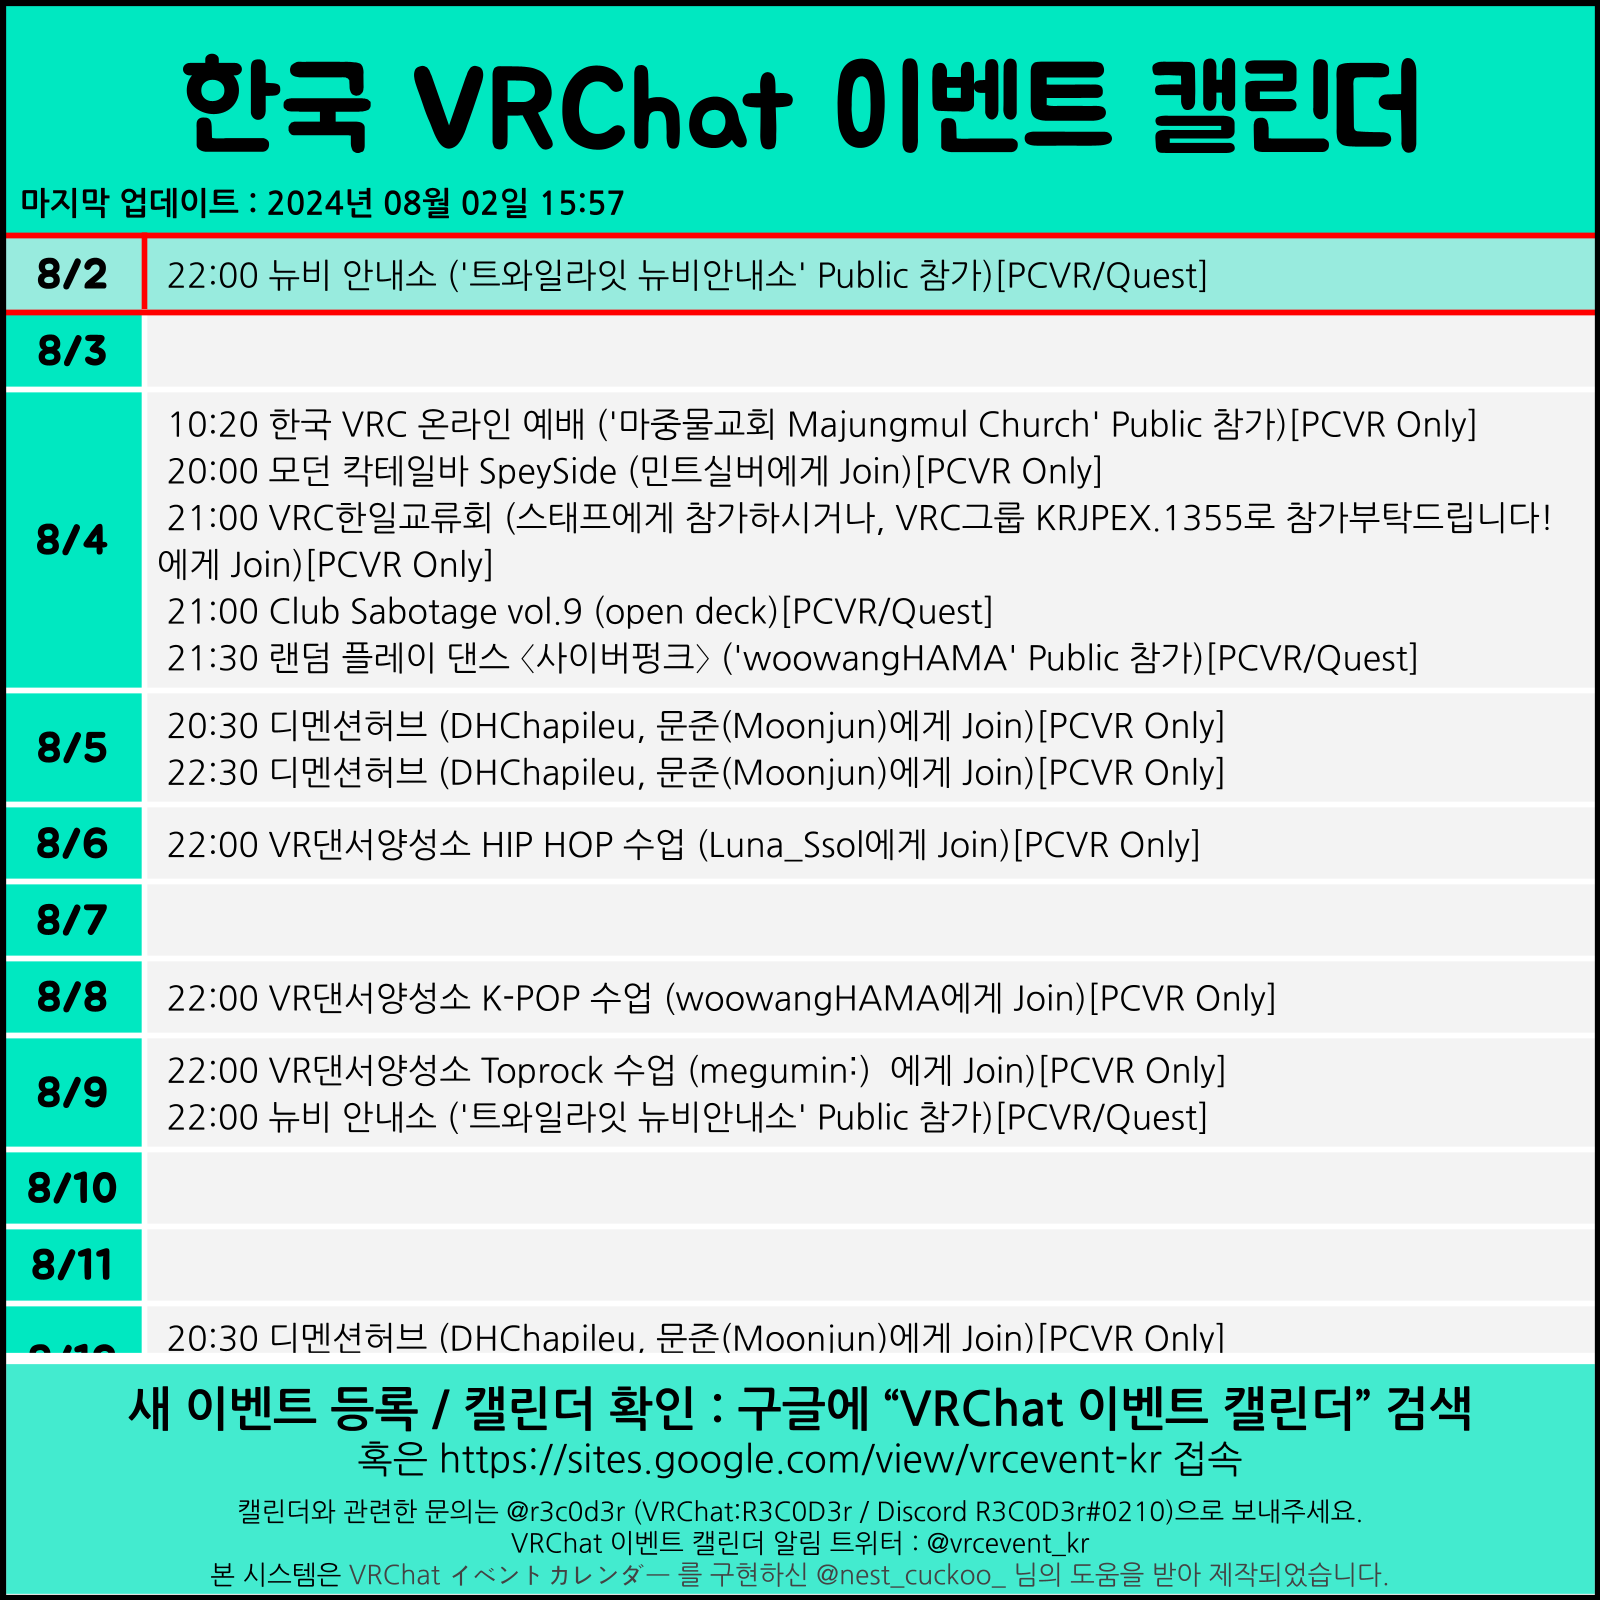 한국 VRChat 이벤트 캘린더
마지막 업데이트 : 2024년 08월 02일 15:57
8/2 22:00 뉴비 안내소 ('트와일라잇 뉴비안내소' Public 참가)[PCVR/Quest]
8/3
8/4
10:20 한국 VRC 온라인 예배 ('마중물교회 Majungmul Church' Public 참가)[PCVR Only]
20:00 모던 칵테일바 SpeySide (민트실버에게 Join)[PCVR Only]
21:00 VRC한일교류회 (스태프에게 참가하시거나, VRC그룹 KRJPEX.1355로 참가부탁드립니다!
에게 Join)[PCVR Only]
21:00 Club Sabotage vol.9 (open deck)[PCVR/Quest]
21:30 랜덤 플레이 댄스 〈사이버펑크〉 ('woowangHAMA' Public 참가)[PCVR/Quest]
8/5
20:30 디멘션허브 (DHChapileu, 문준(Moonjun)에게 Join)[PCVR Only]
22:30 디멘션허브 (DHChapileu, 문준(Moonjun)에게 Join)[PCVR Only]
8/6 22:00 VR댄서양성소 HIP HOP 수업 (Luna_Ssol에게 Join)[PCVR Only]
8/7
8/8 22:00 VR댄서양성소 K-POP 수업 (woowangHAMA에게 Join)[PCVR Only]
8/9
22:00 VR댄서양성소 Toprock 수업 (megumin:)  에게 Join)[PCVR Only]
22:00 뉴비 안내소 ('트와일라잇 뉴비안내소' Public 참가)[PCVR/Quest]
8/10
8/11
20:30 디멘션허브 (DHChapileu, 문준(Moonjun)에게 Join)[PCVR Only]
새 이벤트 등록 / 캘린더 확인 : 구글에 “VRChat 이벤트 캘린더” 검색
혹은 https://sites.google.com/view/vrcevent-kr 접속
캘린더와 관련한 문의는 @r3c0d3r (VRChat:R3C0D3r / Discord R3C0D3r#0210)으로 보내주세요.
VRChat 이벤트 캘린더 알림 트위터 : @vrcevent_kr
본 시스템은 VRChat イベントカレンダー 를 구현하신 @nest_cuckoo_ 님의 도움을 받아 제작되었습니다.